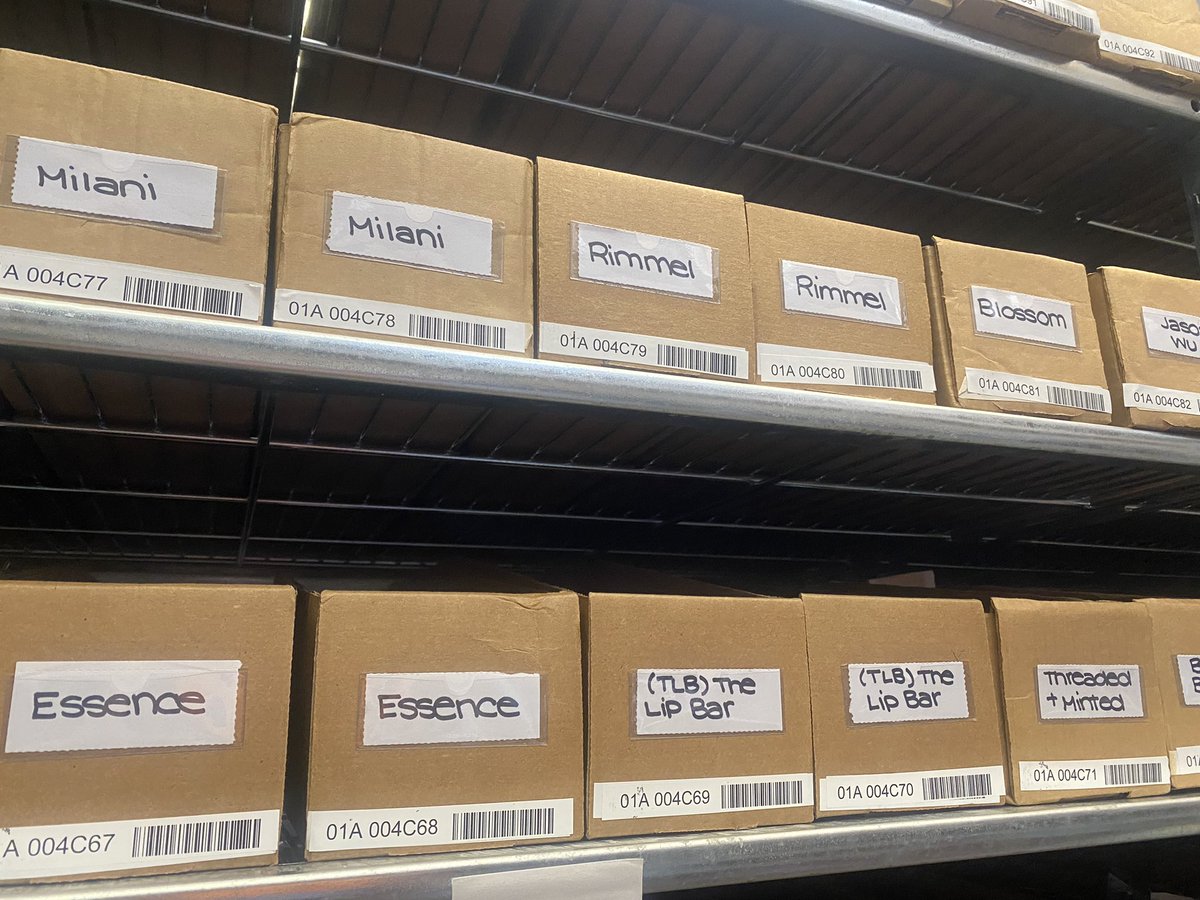 01A 004C92
Milani
A 004C77
Milani
01A 004C78
Rimmel
01A 004C79
Rimmel
01A 004C80
Blossom
01A 004C81
Jaso
Wu
01A 004C82
Essence
A 004C67
Essence
01A 004C68
(TLB) The
Lip Bar
01A 004C69
(TLB) The
Lip Bar
01A 004C70
Threaded
+ Minted
01A 004C71